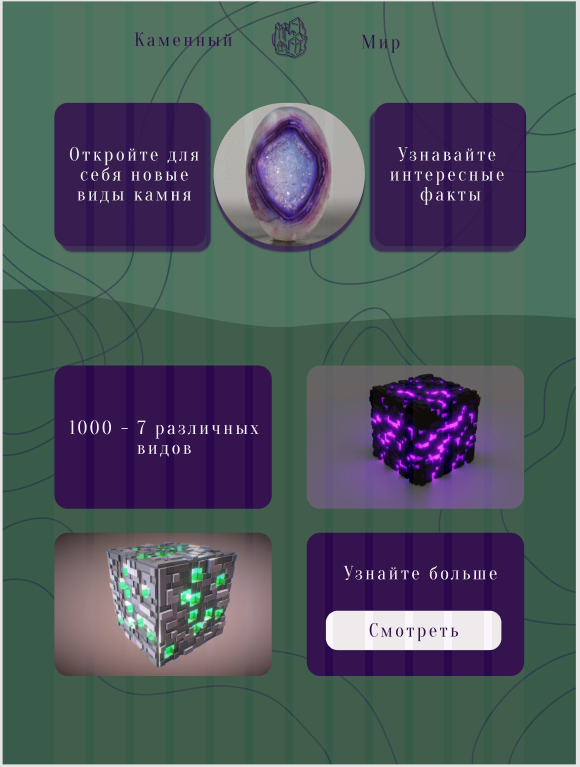 Каменный Мир
Откройте для
себя новые
виды камня
Узнавайте
интересные
факты
1000 - 7 различных
видов
Узнайте больше
Смотреть